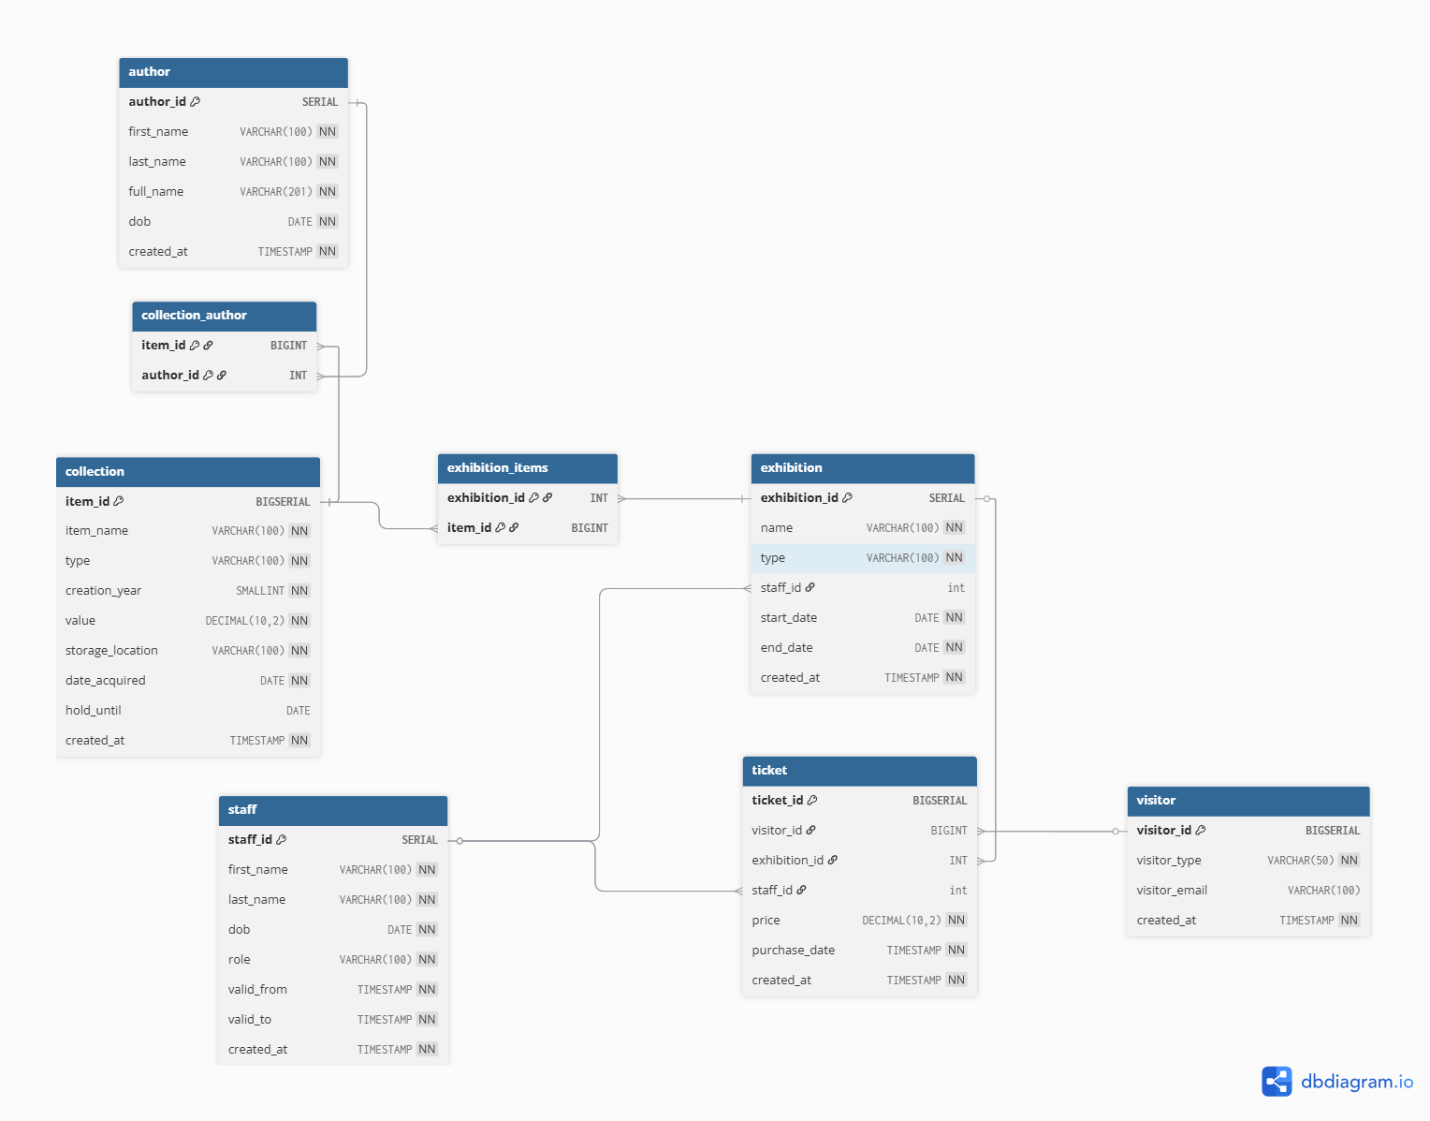 author
author_id SERIAL
first_name VARCHAR(100) NN
last_name VARCHAR(100) NN
full_name VARCHAR(201) NN
dob DATE NN
created_at TIMESTAMP NN
collection_author
item_id BIGINT
author_id INT
collection
item_id BIGSERIAL
item_name VARCHAR(100) NN
type VARCHAR(100) NN
creation_year SMALLINT NN
value DECIMAL(10,2) NN
storage_location VARCHAR(100) NN
date_acquired DATE NN
hold_until DATE
created_at TIMESTAMP NN
exhibition_items
exhibition_id INT
item_id BIGINT
exhibition
exhibition_id SERIAL
name VARCHAR(100) NN
type VARCHAR(100) NN
staff_id int
start_date DATE NN
end_date DATE NN
created_at TIMESTAMP NN
staff
staff_id SERIAL
first_name VARCHAR(100) NN
last_name VARCHAR(100) NN
dob DATE NN
role VARCHAR(100) NN
valid_from TIMESTAMP NN
valid_to TIMESTAMP NN
created_at TIMESTAMP NN
ticket
ticket_id BIGSERIAL
visitor_id BIGINT
exhibition_id INT
staff_id int
price DECIMAL(10,2) NN
purchase_date TIMESTAMP NN
created_at TIMESTAMP NN
visitor
visitor_id BIGSERIAL
visitor_type VARCHAR(50) NN
visitor_email VARCHAR(100)
created_at TIMESTAMP NN
dbdiagram.io